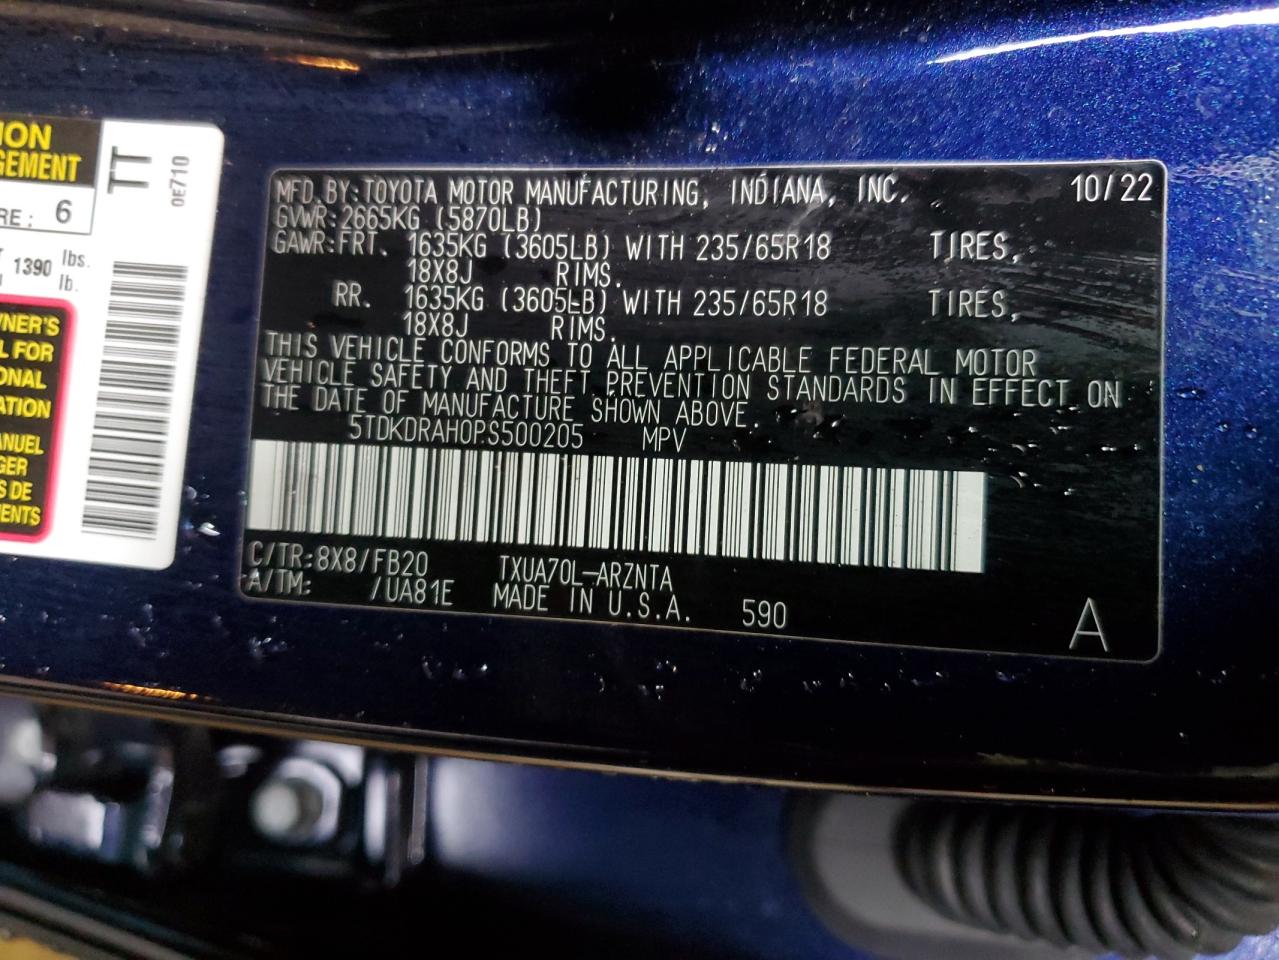 ION
GEMENT
RE: 6
T 1390 lbs.
lb.
WNER'S
L FOR
ONAL
ATION
ANUEL
GER
S DE
MENTS
TT
0E710
MFD.BY:TOYOTA MOTOR MANUFACTURING, INDIANA, INC. 10/22
GVWR:2665KG (5870LB)
GAWR:FRT. 1635KG (3605LB) WITH 235/65R18 TIRES,
18X8J RIMS.
RR. 1635KG (3605LB) WITH 235/65R18 TIRES,
18X8J RIMS.
THIS VEHICLE CONFORMS TO ALL APPLICABLE FEDERAL MOTOR
VEHICLE SAFETY AND THEFT PREVENTION STANDARDS IN EFFECT ON
THE DATE OF MANUFACTURE SHOWN ABOVE.
5TDKDRAH0PS500205 MPV
C/TR:8X8/FB20 TXUA70L-ARZNTA
A/TM: /UA81E MADE IN U.S.A. 590
A